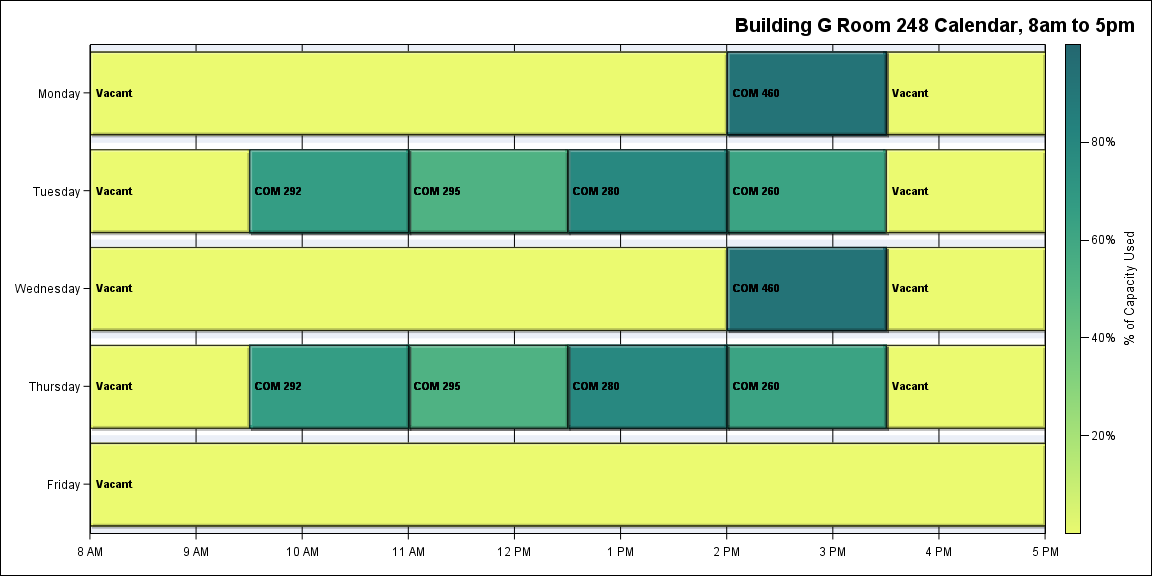 Building G Room 248 Calendar, 8am to 5pm
Monday
Vacant
COM 460
Vacant
Tuesday
Vacant
COM 292
COM 295
COM 280
COM 260
Vacant
Wednesday
Vacant
COM 460
Vacant
Thursday
Vacant
COM 292
COM 295
COM 280
COM 260
Vacant
Friday
Vacant
8 AM
9 AM
10 AM
11 AM
12 PM
1 PM
2 PM
3 PM
4 PM
5 PM
80%
60%
40%
20%
% of Capacity Used